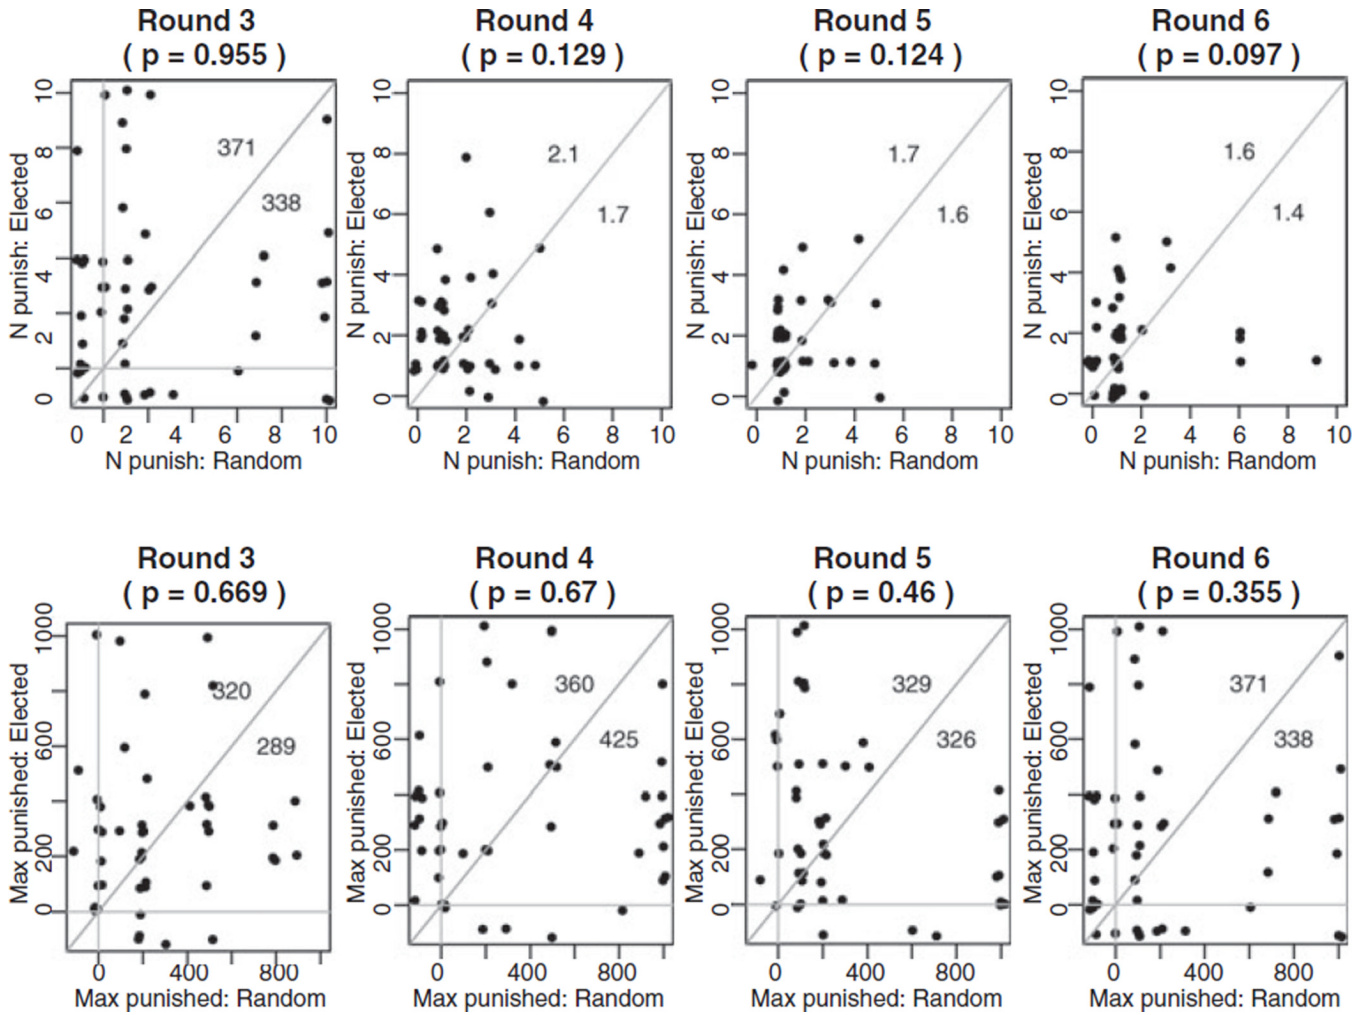 Round 3
( p = 0.955 )
10
8
6
4
2
0
N punish: Elected
371
338
0 2 4 6 8 10
N punish: Random
Round 4
( p = 0.129 )
10
8
6
4
2
0
N punish: Elected
2.1
1.7
0 2 4 6 8 10
N punish: Random
Round 5
( p = 0.124 )
10
8
6
4
2
0
N punish: Elected
1.7
1.6
0 2 4 6 8 10
N punish: Random
Round 6
( p = 0.097 )
10
8
6
4
2
0
N punish: Elected
1.6
1.4
0 2 4 6 8 10
N punish: Random
Round 3
( p = 0.669 )
1000
600
200
0
Max punished: Elected
320
289
0 400 800
Max punished: Random
Round 4
( p = 0.67 )
1000
600
200
0
Max punished: Elected
360
425
0 400 800
Max punished: Random
Round 5
( p = 0.46 )
1000
600
200
0
Max punished: Elected
329
326
0 400 800
Max punished: Random
Round 6
( p = 0.355 )
1000
600
200
0
Max punished: Elected
371
338
0 400 800
Max punished: Random